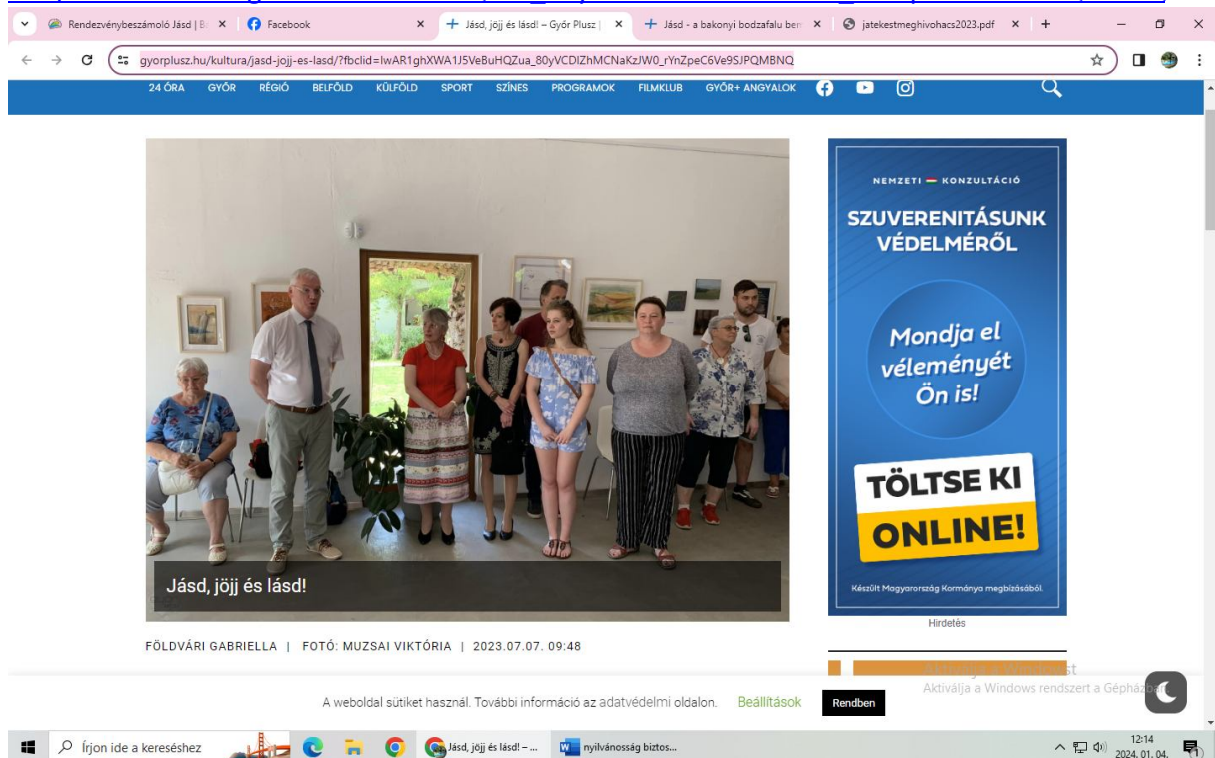 Rendezvénybeszámoló Jásd | Ba
Facebook
Jásd, jöjj és lásd! – Győr Plusz |
Jásd - a bakonyi bodzafalu bem
jatekestmeghivohacs2023.pdf
gyorplusz.hu/kultura/jasd-jojj-es-lasd/?fbclid=
24 ÓRA GYŐR RÉGIÓ BELFÖLD KÜLFÖLD SPORT SZÍNES PROGRAMOK FILMKLUB GYŐR+ ANGYALOK
NEMZETI KONZULTÁCIÓ
SZUVERENITÁSUNK
VÉDELMÉRŐL
Mondja el
véleményét
Ön is!
TÖLTSE KI
ONLINE!
Készült Magyarország Kormánya megbízásából.
Hirdetés
Jásd, jöjj és lásd!
FÖLDVÁRI GABRIELLA | FOTÓ: MUZSAI VIKTÓRIA | 2023.07.07. 09:48
Aktiválja a Windows rendszert a Gépházban.
A weboldal sütiket használ. További információ az adatvédelmi oldalon. Beállítások Rendben
Írjon ide a kereséshez
Jásd, jöjj és lásd! – ...
nyilvánosság biztos...
12:14
2024. 01. 04.